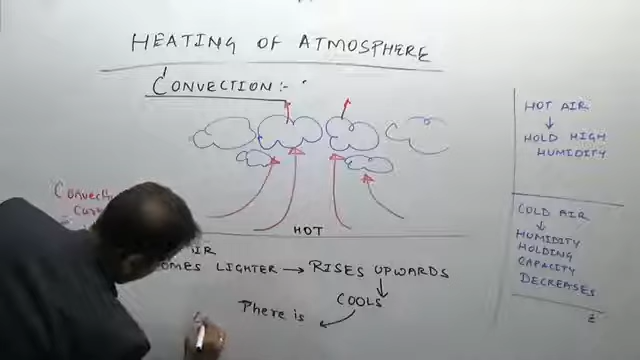 HEATING OF ATMOSPHERE
CONVECTION:-
HOT
COMES LIGHTER → RISES UPWARDS
COOLS
There is
HOT AIR
↓
HOLD HIGH
HUMIDITY
COLD AIR
↓
HUMIDITY
HOLDING
CAPACITY
DECREASES